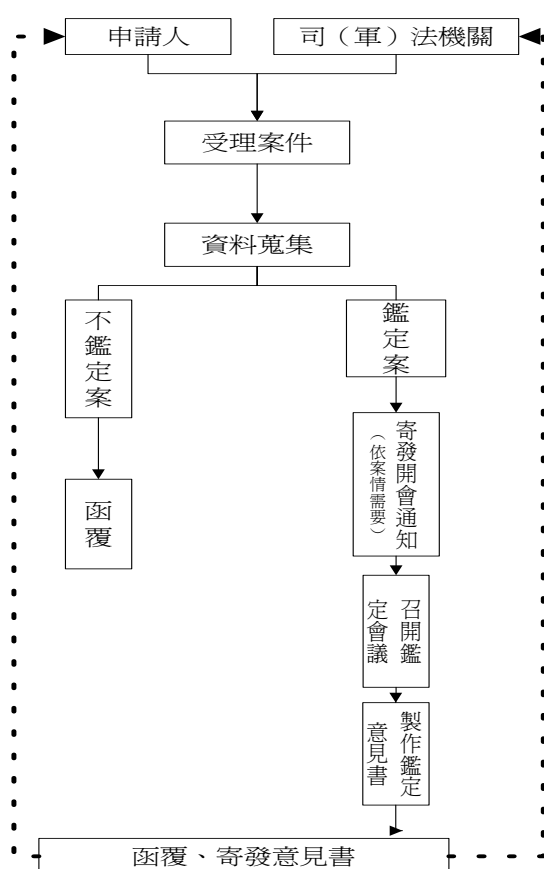 申請人
司（軍）法機關
受理案件
資料蒐集
不鑑定案
鑑定案
函覆
寄發開會通知
（依案情需要）
召開鑑
定會議
製作鑑定
意見書
函覆、寄發意見書